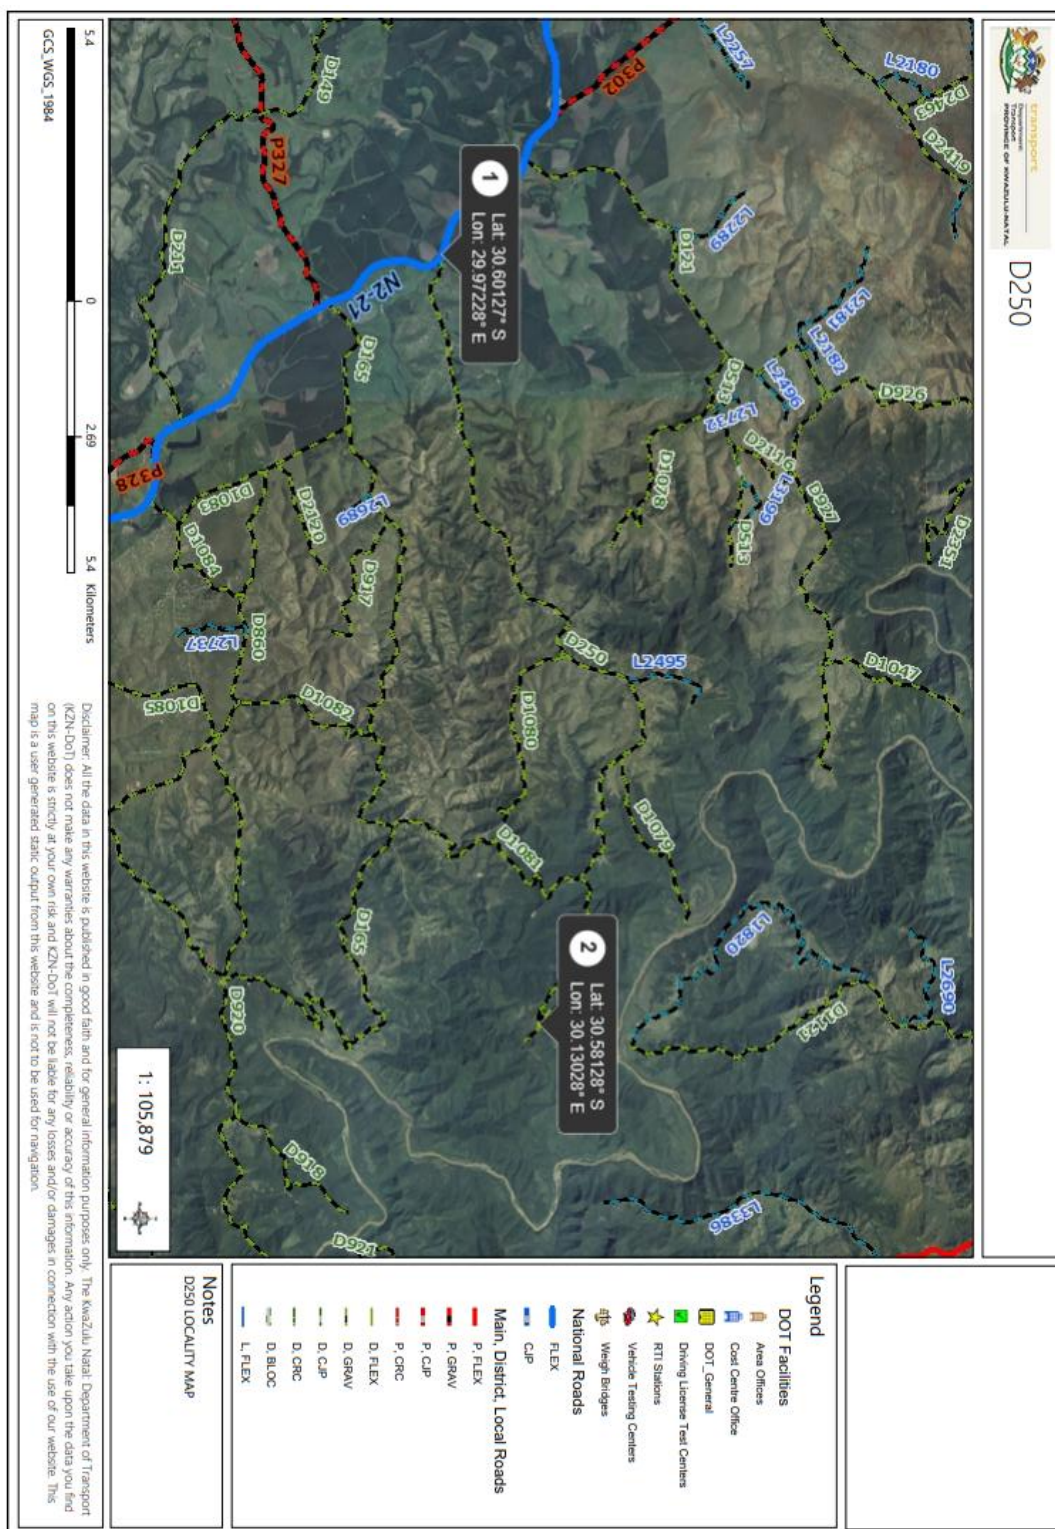 transport
Department:
Transport
PROVINCE OF KWAZULU-NATAL
D250
L2180
D2463
D2419
L2257
P302
D149
P327
D211
N2-21
D165
1
Lat: 30.60127° S
Lon: 29.97228° E
L2289
D121
L2181
L2182
D926
L2496
D513
L2732
D2116
L3199
D513
D927
D1078
D2351
D1047
P328
D1083
D1084
D2120
L2689
D917
D860
L2737
D1085
D1082
D250
L2495
D1080
D1079
D1081
D165
L1820
L2690
D1121
2
Lat: 30.58128° S
Lon: 30.13028° E
D920
D918
D921
L3386
1: 105,879
Legend
DOT Facilities
Area Offices
Cost Centre Office
DOT_General
Driving License Test Centers
RTI Stations
Vehicle Testing Centers
Weigh Bridges
National Roads
FLEX
CJP
Main, District, Local Roads
P, FLEX
P, GRAV
P, CJP
P, CRC
D, FLEX
D, GRAV
D, CJP
D, CRC
D, BLOC
L, FLEX
Notes
D250 LOCALITY MAP
5.4
0
2.69
5.4 Kilometers
GCS_WGS_1984
Disclaimer: All the data in this website is published in good faith and for general information purposes only. The KwaZulu Natal: Department of Transport
(KZN-DoT) does not make any warranties about the completeness, reliability or accuracy of this information. Any action you take upon the data you find
on this website is strictly at your own risk and KZN-DoT will not be liable for any losses and/or damages in connection with the use of our website. This
map is a user generated static output from this website and is not to be used for navigation.